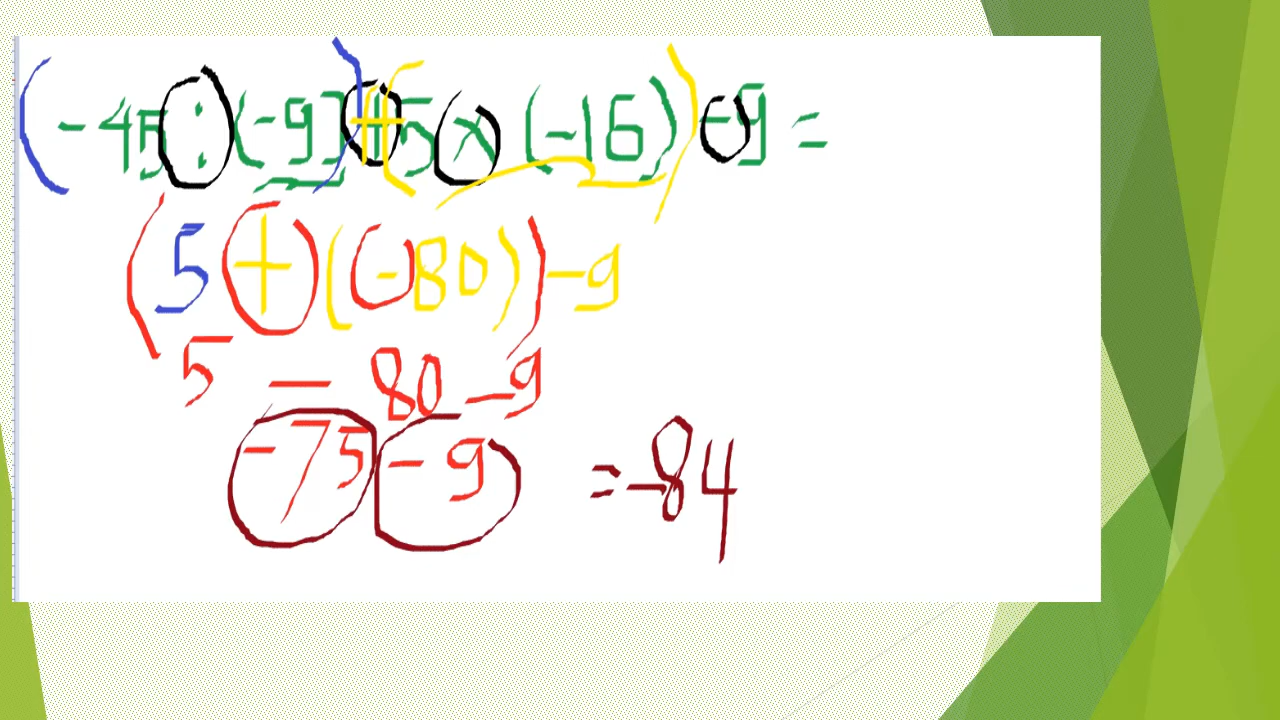 (-45 : (-9)) + (5 x (-16)) - 9 =
(5 + (-80)) - 9
5 - 80 - 9
-75 - 9 = -84